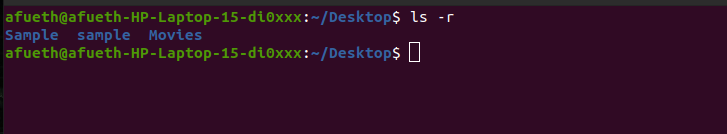 afueth@afueth-HP-Laptop-15-di0xxx:~/Desktop$ ls -r
Sample  sample  Movies
afueth@afueth-HP-Laptop-15-di0xxx:~/Desktop$